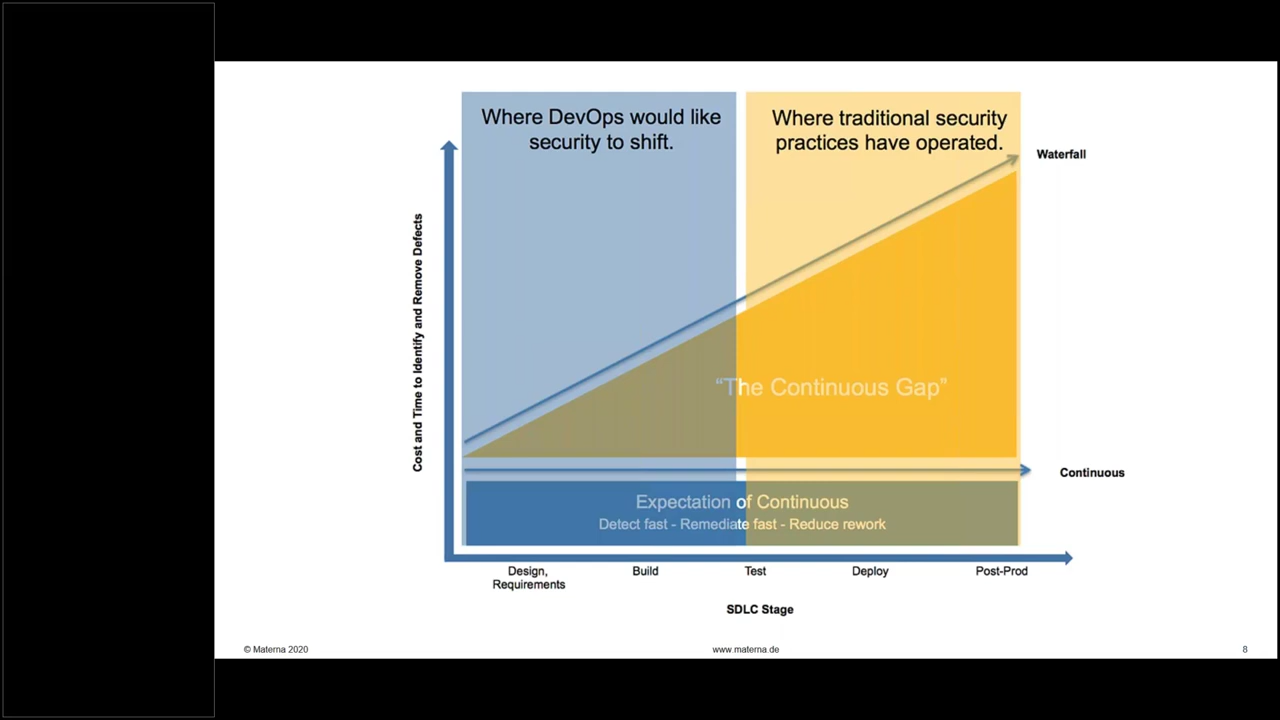 Where DevOps would like
security to shift.
Where traditional security
practices have operated.
Waterfall
Cost and Time to Identify and Remove Defects
“The Continuous Gap”
Continuous
Expectation of Continuous
Detect fast - Remediate fast - Reduce rework
Design,
Requirements
Build
Test
Deploy
Post-Prod
SDLC Stage
© Materna 2020
www.materna.de
8